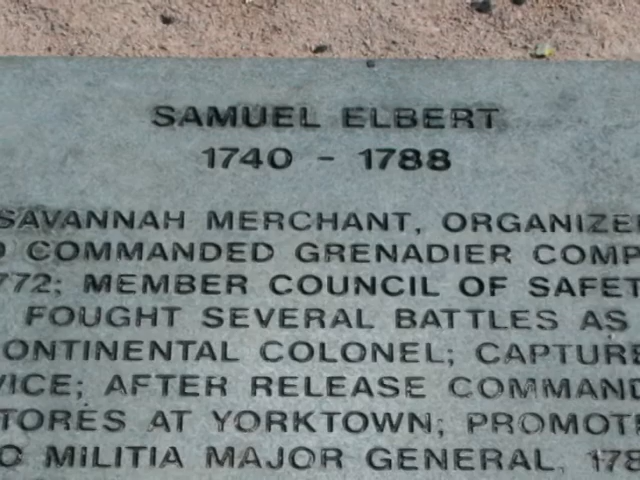 SAMUEL ELBERT
1740 - 1788
SAVANNAH MERCHANT, ORGANIZE
COMMANDED GRENADIER COMP
772; MEMBER COUNCIL OF SAFET
FOUGHT SEVERAL BATTLES AS
ONTINENTAL COLONEL; CAPTURE
VICE; AFTER RELEASE COMMAND
TORES AT YORKTOWN; PROMOT
O MILITIA MAJOR GENERAL, 178